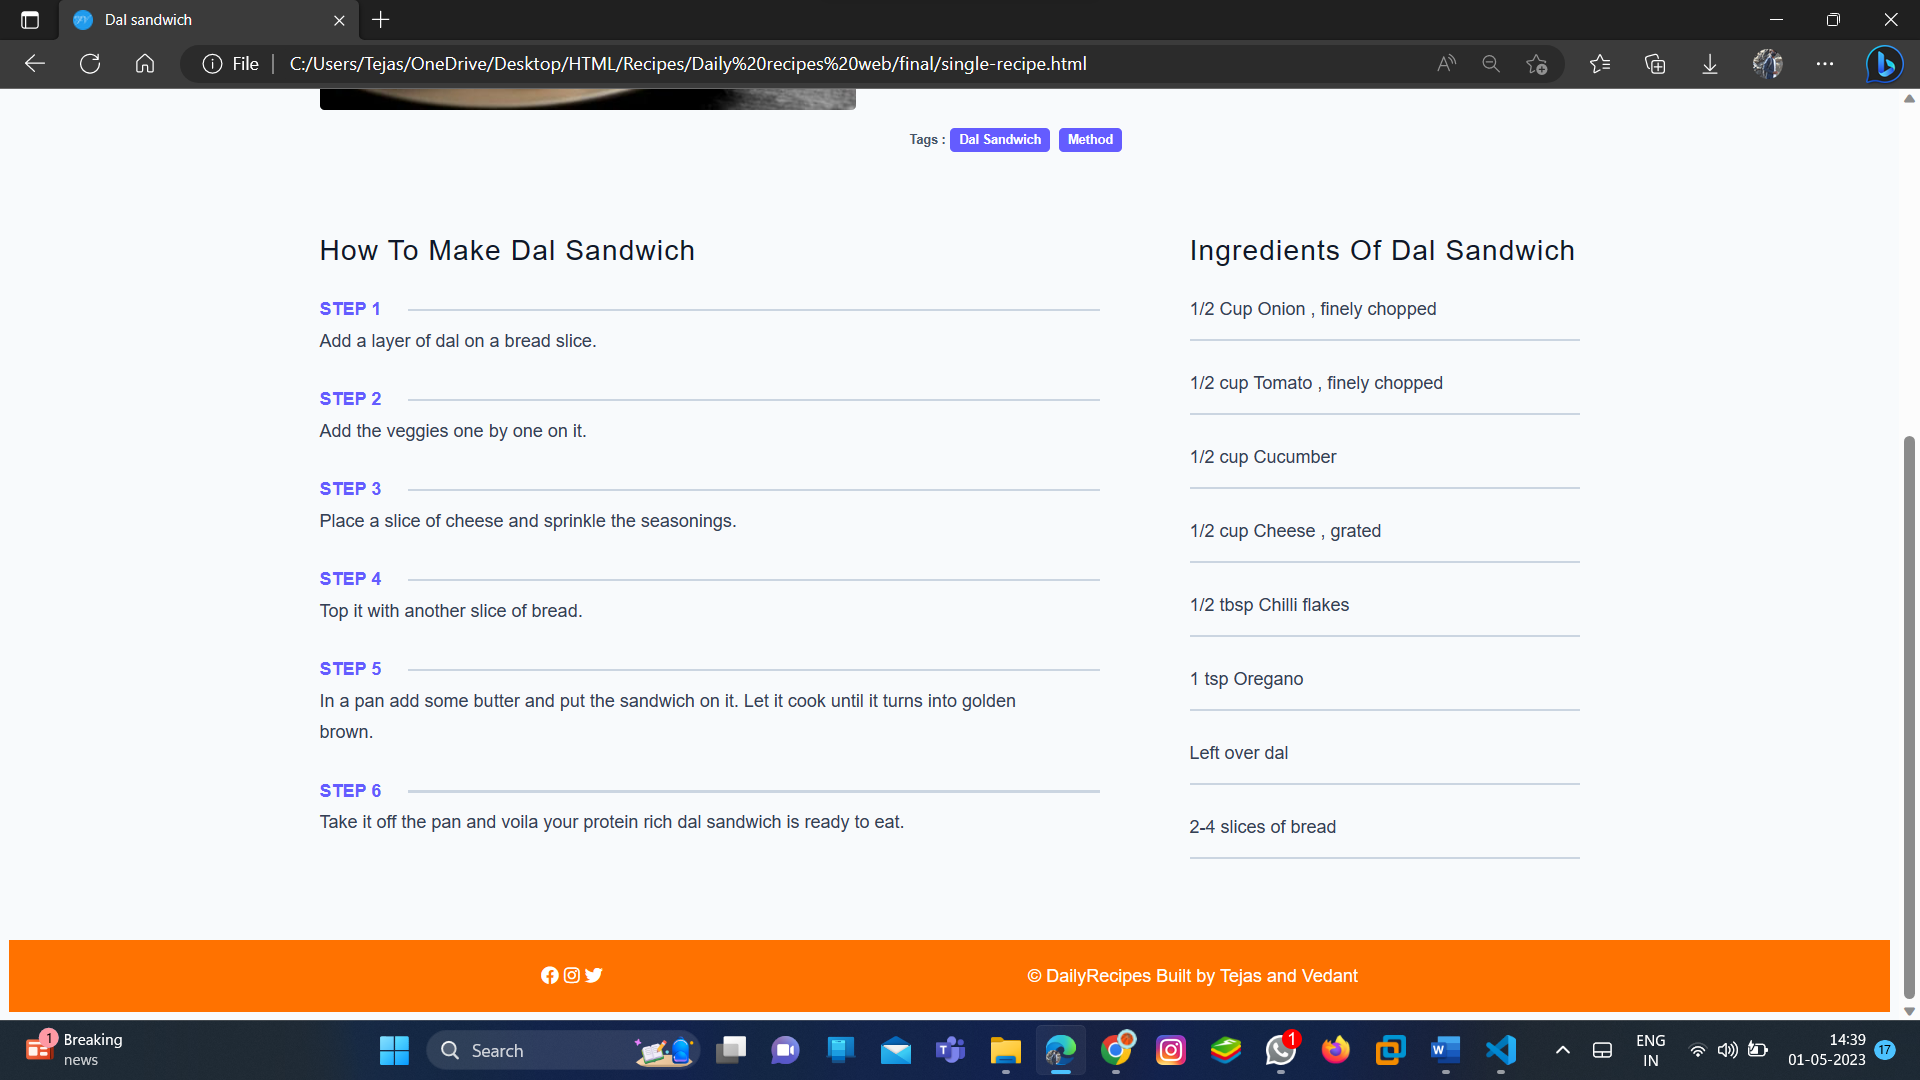 Dal sandwich
File
C:/Users/Tejas/OneDrive/Desktop/HTML/Recipes/Daily%20recipes%20web/final/single-recipe.html
Tags : Dal Sandwich Method
How To Make Dal Sandwich
STEP 1
Add a layer of dal on a bread slice.
STEP 2
Add the veggies one by one on it.
STEP 3
Place a slice of cheese and sprinkle the seasonings.
STEP 4
Top it with another slice of bread.
STEP 5
In a pan add some butter and put the sandwich on it. Let it cook until it turns into golden
brown.
STEP 6
Take it off the pan and voila your protein rich dal sandwich is ready to eat.
Ingredients Of Dal Sandwich
1/2 Cup Onion , finely chopped
1/2 cup Tomato , finely chopped
1/2 cup Cucumber
1/2 cup Cheese , grated
1/2 tbsp Chilli flakes
1 tsp Oregano
Left over dal
2-4 slices of bread
© DailyRecipes Built by Tejas and Vedant
1
Breaking
news
Search
1
ENG
IN
14:39
01-05-2023
17